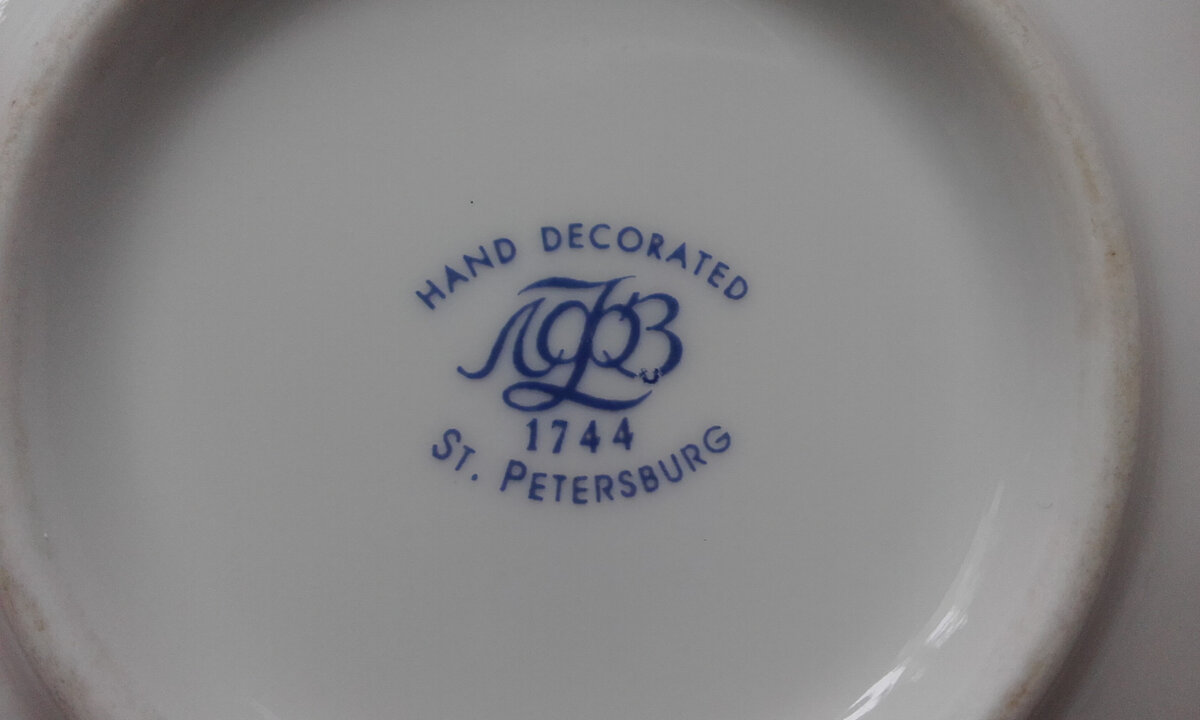 HAND DECORATED
ЛФЗ
1744
ST. PETERSBURG